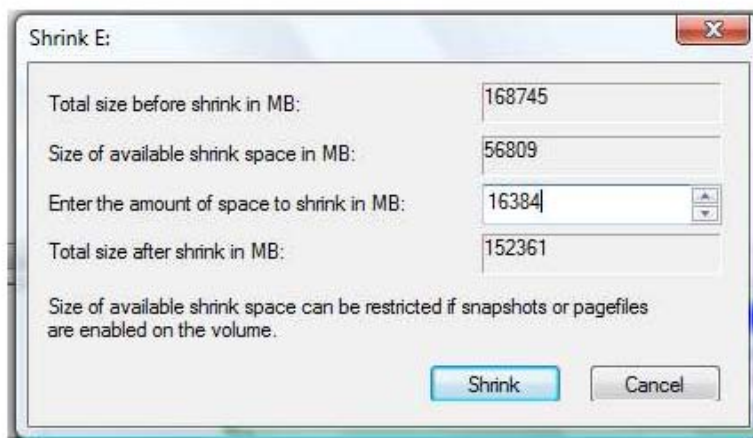 Shrink E:
Total size before shrink in MB: 168745
Size of available shrink space in MB: 56809
Enter the amount of space to shrink in MB: 16384
Total size after shrink in MB: 152361
Size of available shrink space can be restricted if snapshots or pagefiles
are enabled on the volume.
Shrink Cancel